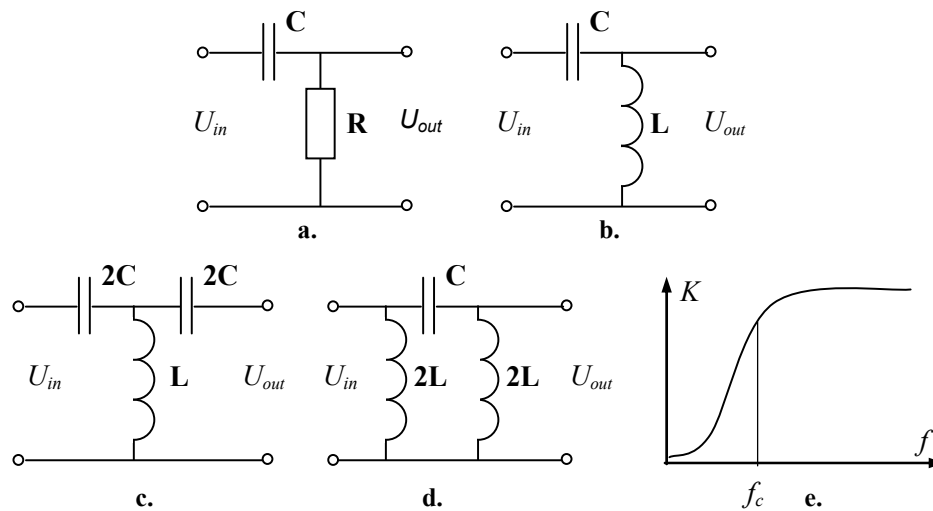 C C
U_in R U_out U_in L U_out
a. b.
2C 2C C K
U_in L U_out U_in 2L 2L U_out
f
f_c
c. d. e.